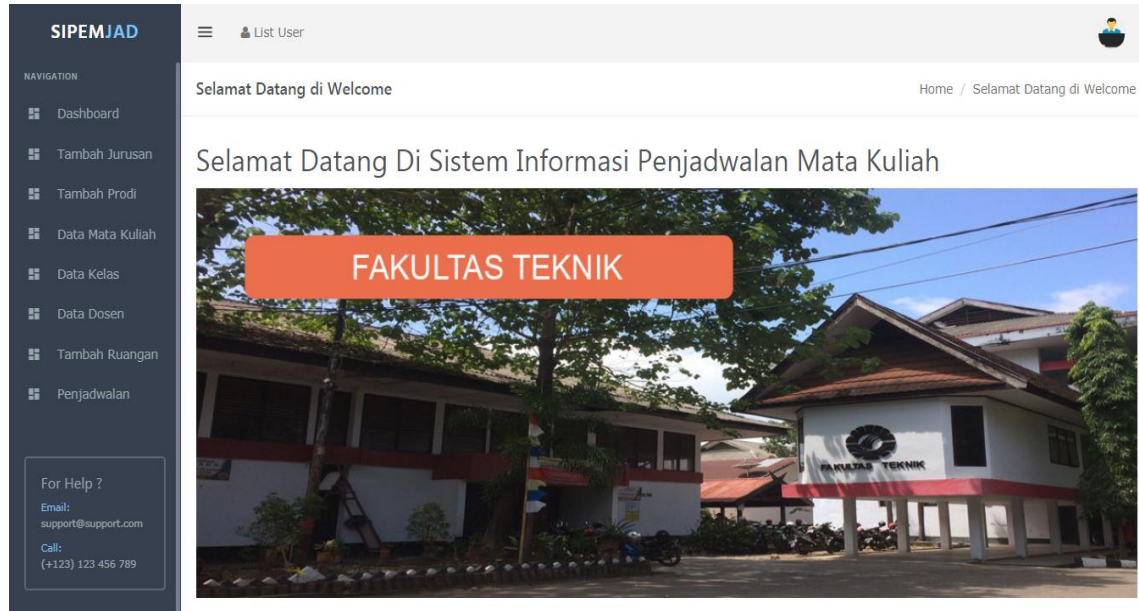 SIPEMJAD
List User
NAVIGATION
Dashboard
Tambah Jurusan
Tambah Prodi
Data Mata Kuliah
Data Kelas
Data Dosen
Tambah Ruangan
Penjadwalan
For Help ?
Email:
support@support.com
Call:
(+123) 123 456 789
Selamat Datang di Welcome
Home / Selamat Datang di Welcome
Selamat Datang Di Sistem Informasi Penjadwalan Mata Kuliah
FAKULTAS TEKNIK
FAKULTAS TEKNIK